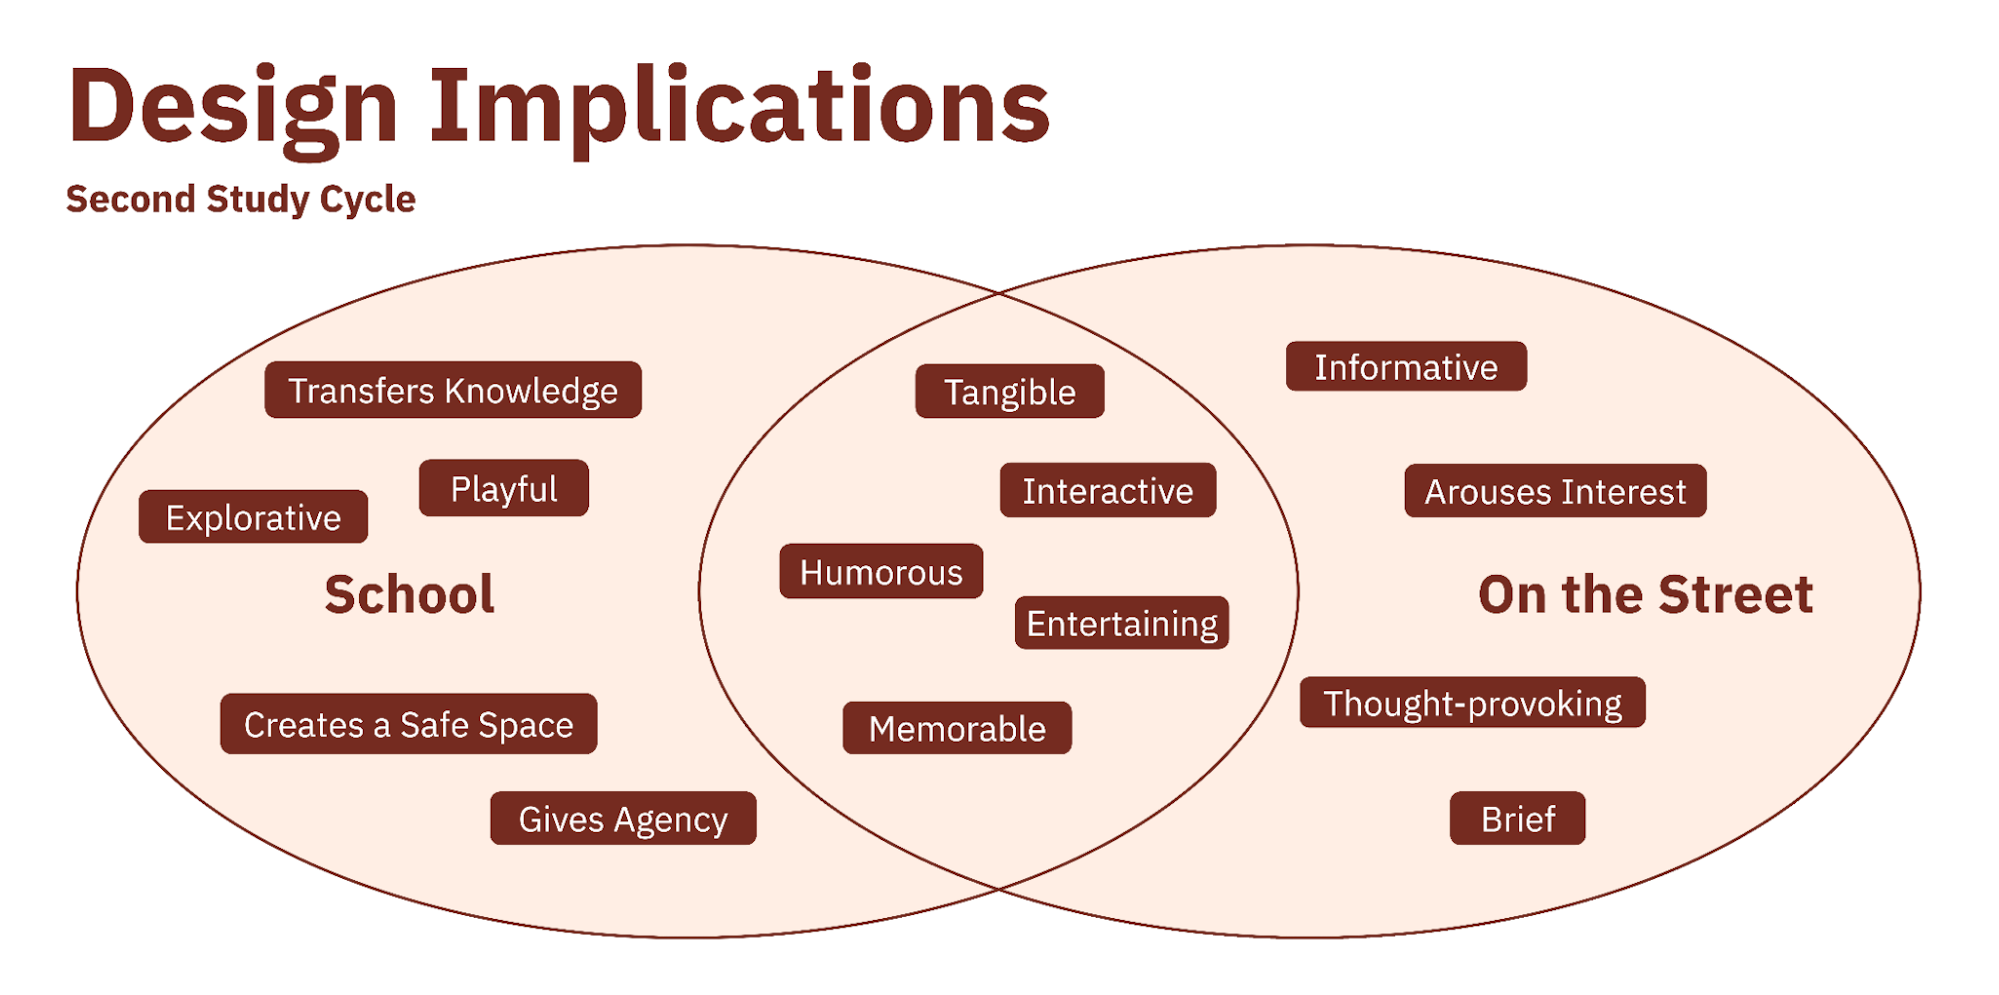 Design Implications
Second Study Cycle
Transfers Knowledge
Playful
Explorative
School
Creates a Safe Space
Gives Agency
Tangible
Interactive
Humorous
Entertaining
Memorable
Informative
Arouses Interest
On the Street
Thought-provoking
Brief